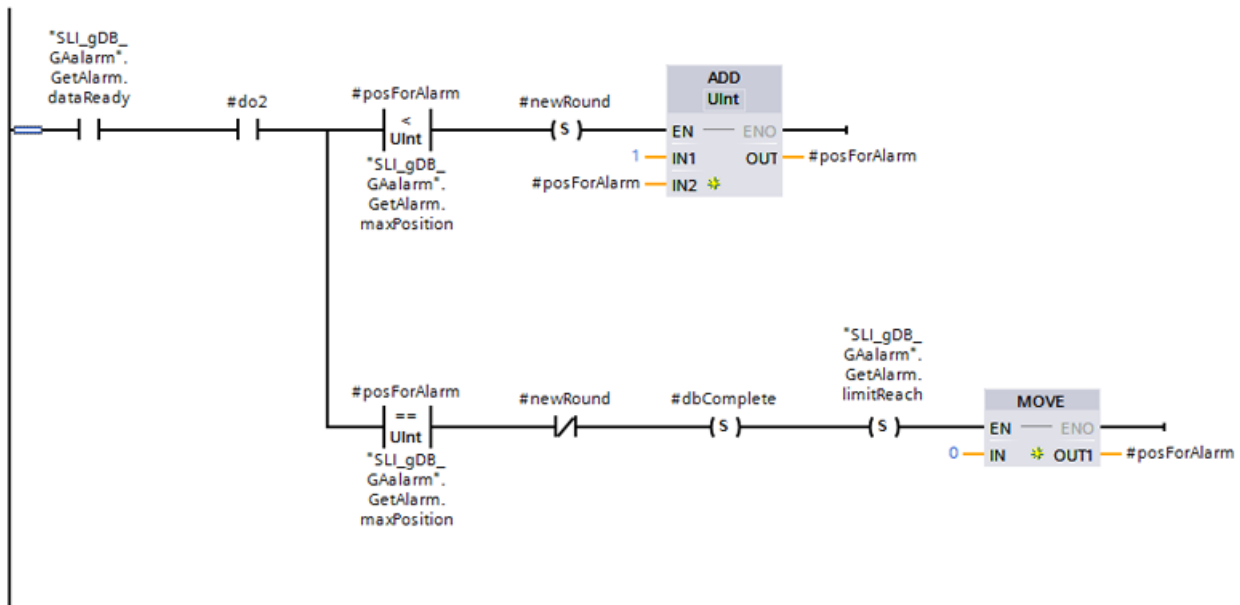 "SLI_gDB_
GAalarm".
GetAlarm.
dataReady
#do2
#posForAlarm
<
UInt
"SLI_gDB_
GAalarm".
GetAlarm.
maxPosition
#newRound
S
ADD
UInt
EN
ENO
1
IN1
OUT
#posForAlarm
#posForAlarm
IN2
#posForAlarm
==
UInt
"SLI_gDB_
GAalarm".
GetAlarm.
maxPosition
#newRound
#dbComplete
S
"SLI_gDB_
GAalarm".
GetAlarm.
limitReach
S
MOVE
EN
ENO
0
IN
OUT1
#posForAlarm